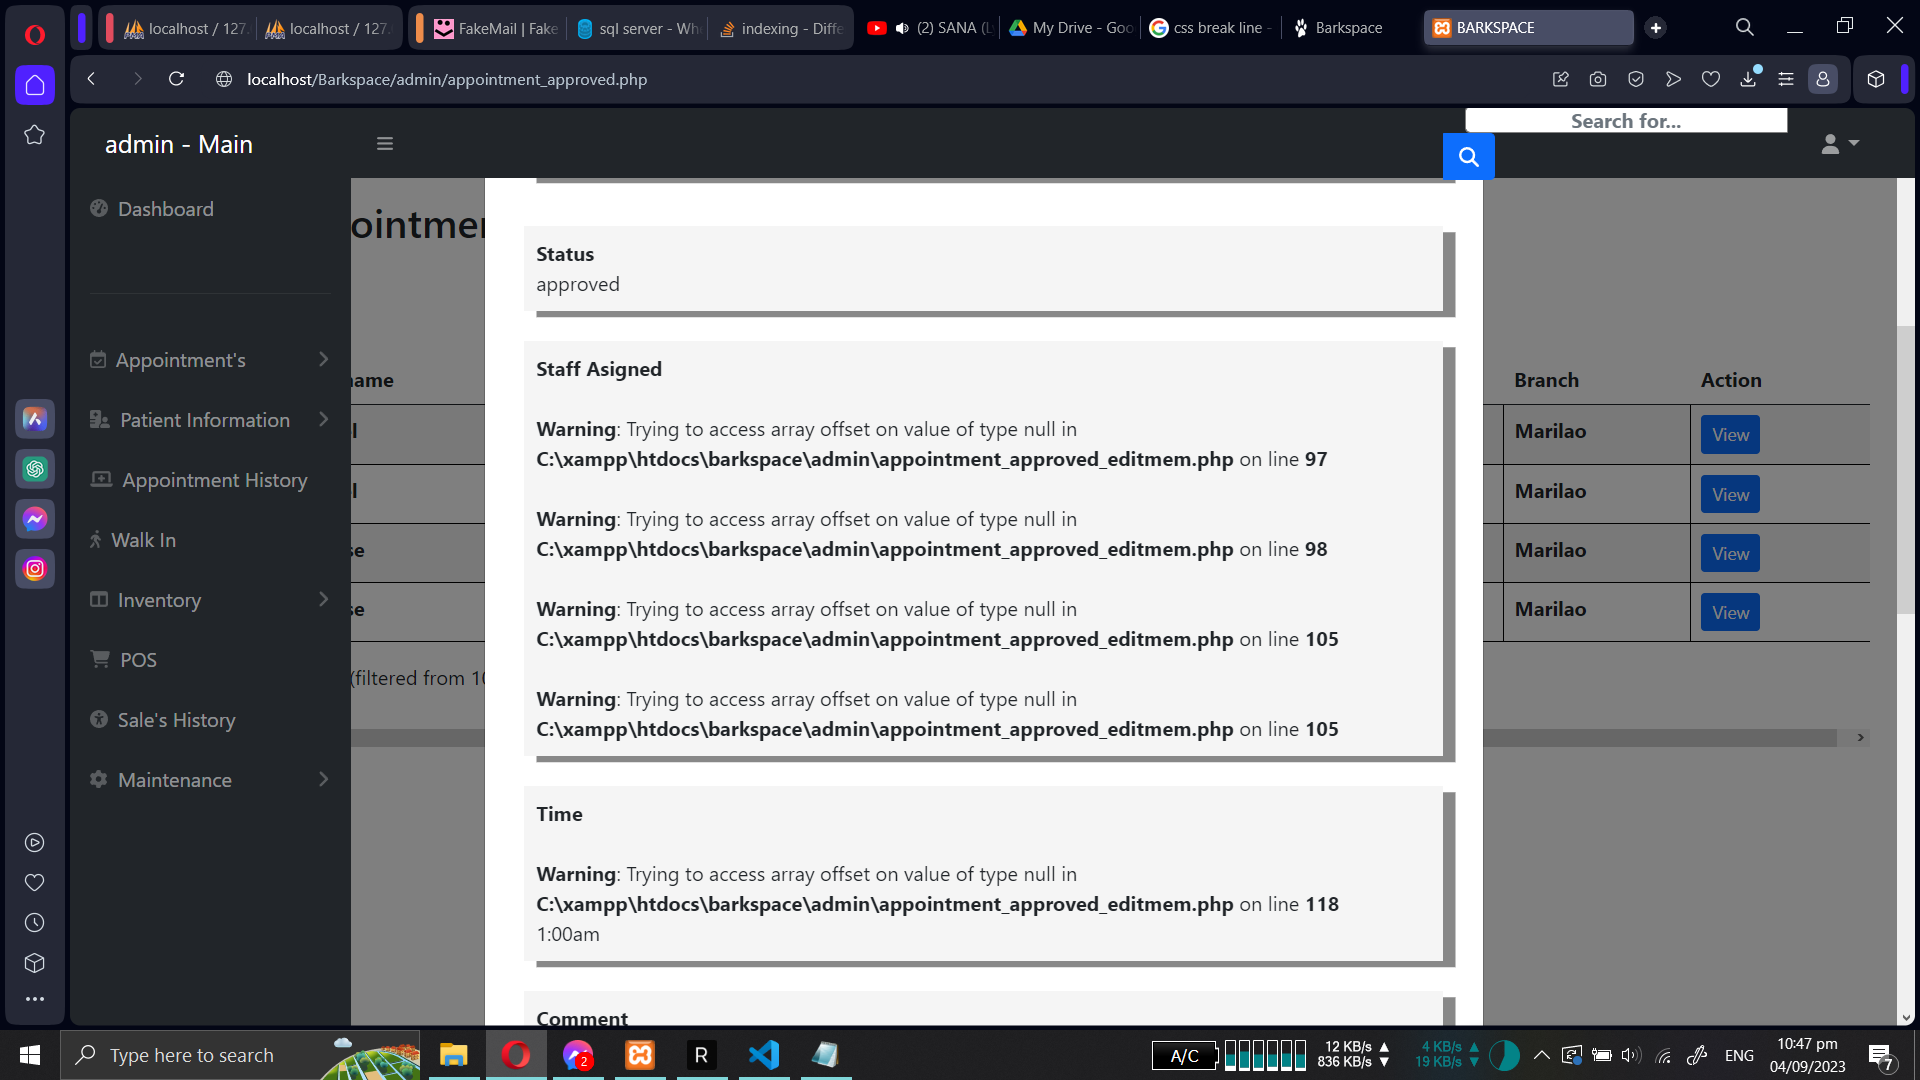 localhost / 127.
localhost / 127.
FakeMail | Fake
sql server - Wh
indexing - Diffe
(2) SANA (
My Drive - Goo
css break line -
Barkspace
BARKSPACE
localhost/Barkspace/admin/appointment_approved.php
admin - Main
Search for...
Dashboard
Appointment's
Patient Information
Appointment History
Walk In
Inventory
POS
Sale's History
Maintenance
ointmen
name
Branch
Action
Marilao
View
Marilao
View
se
Marilao
View
se
Marilao
View
(filtered from 10
Status
approved
Staff Asigned
Warning: Trying to access array offset on value of type null in
C:\xampp\htdocs\barkspace\admin\appointment_approved_editmem.php on line 97
Warning: Trying to access array offset on value of type null in
C:\xampp\htdocs\barkspace\admin\appointment_approved_editmem.php on line 98
Warning: Trying to access array offset on value of type null in
C:\xampp\htdocs\barkspace\admin\appointment_approved_editmem.php on line 105
Warning: Trying to access array offset on value of type null in
C:\xampp\htdocs\barkspace\admin\appointment_approved_editmem.php on line 105
Time
Warning: Trying to access array offset on value of type null in
C:\xampp\htdocs\barkspace\admin\appointment_approved_editmem.php on line 118
1:00am
Comment
Type here to search
2
R
A/C
12 KB/s
836 KB/s
4 KB/s
19 KB/s
ENG
10:47 pm
04/09/2023
7